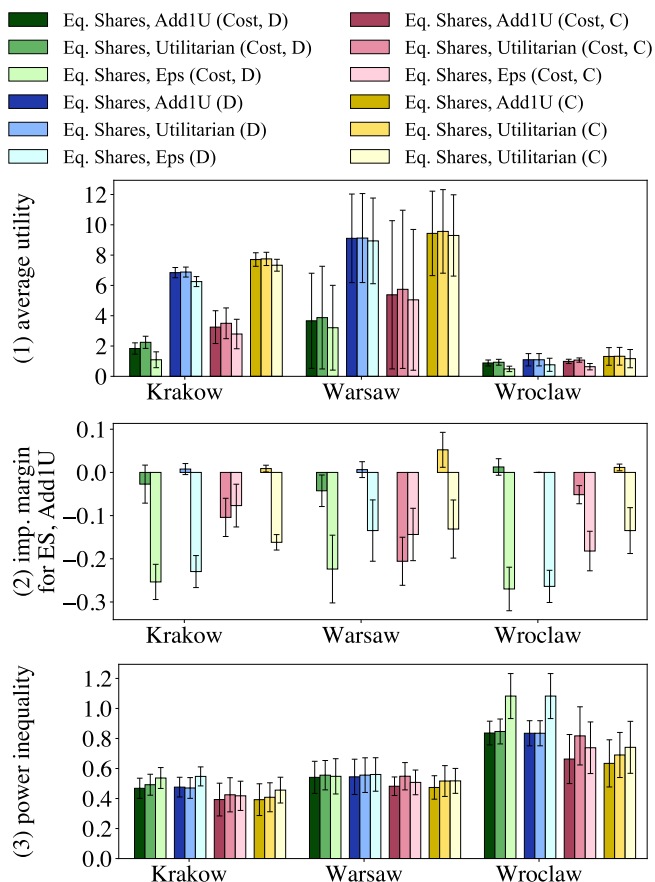 Eq. Shares, Add1U (Cost, D)
Eq. Shares, Utilitarian (Cost, D)
Eq. Shares, Eps (Cost, D)
Eq. Shares, Add1U (D)
Eq. Shares, Utilitarian (D)
Eq. Shares, Eps (D)
Eq. Shares, Add1U (Cost, C)
Eq. Shares, Utilitarian (Cost, C)
Eq. Shares, Eps (Cost, C)
Eq. Shares, Add1U (C)
Eq. Shares, Utilitarian (C)
Eq. Shares, Utilitarian (C)
(1) average utility
12
10
8
6
4
2
0
Krakow Warsaw Wroclaw
(2) imp. margin
for ES, Add1U
0.1
0.0
−0.1
−0.2
−0.3
Krakow Warsaw Wroclaw
(3) power inequality
1.2
1.0
0.8
0.6
0.4
0.2
0.0
Krakow Warsaw Wroclaw